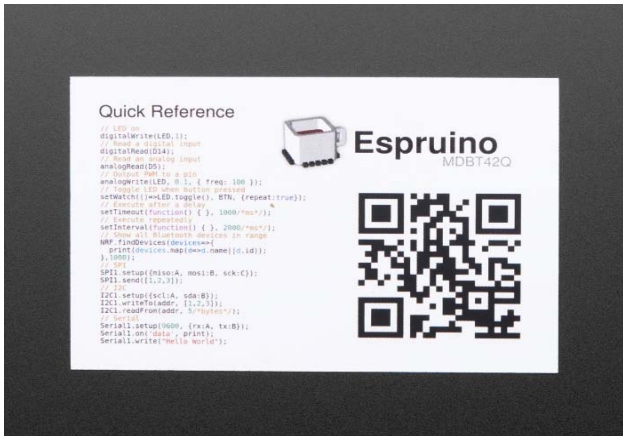 Quick Reference
// LED on
digitalWrite(LED,1);
// Read a digital input
digitalRead(D14);
// Read an analog input
analogRead(D5);
// Output PWM to a pin
analogWrite(LED, 0.1, { freq: 100 });
// Toggle LED when button pressed
setWatch(()=>LED.toggle(), BTN, {repeat:true});
// Execute after a delay
setTimeout(function() { }, 1000/*ms*/);
// Execute repeatedly
setInterval(function() { }, 2000/*ms*/);
// Show all Bluetooth devices in range
NRF.findDevices(devices=>{
print(devices.map(d=>d.name||d.id));
},1000);
// SPI
SPI1.setup({miso:A, mosi:B, sck:C});
SPI1.send([1,2,3]);
// I2C
I2C1.setup({scl:A, sda:B});
I2C1.writeTo(addr, [1,2,3]);
I2C1.readFrom(addr, 5/*bytes*/);
// Serial
Serial1.setup(9600, {rx:A, tx:B});
Serial1.on('data', print);
Serial1.write("Hello World");
Espruino
MDBT42Q